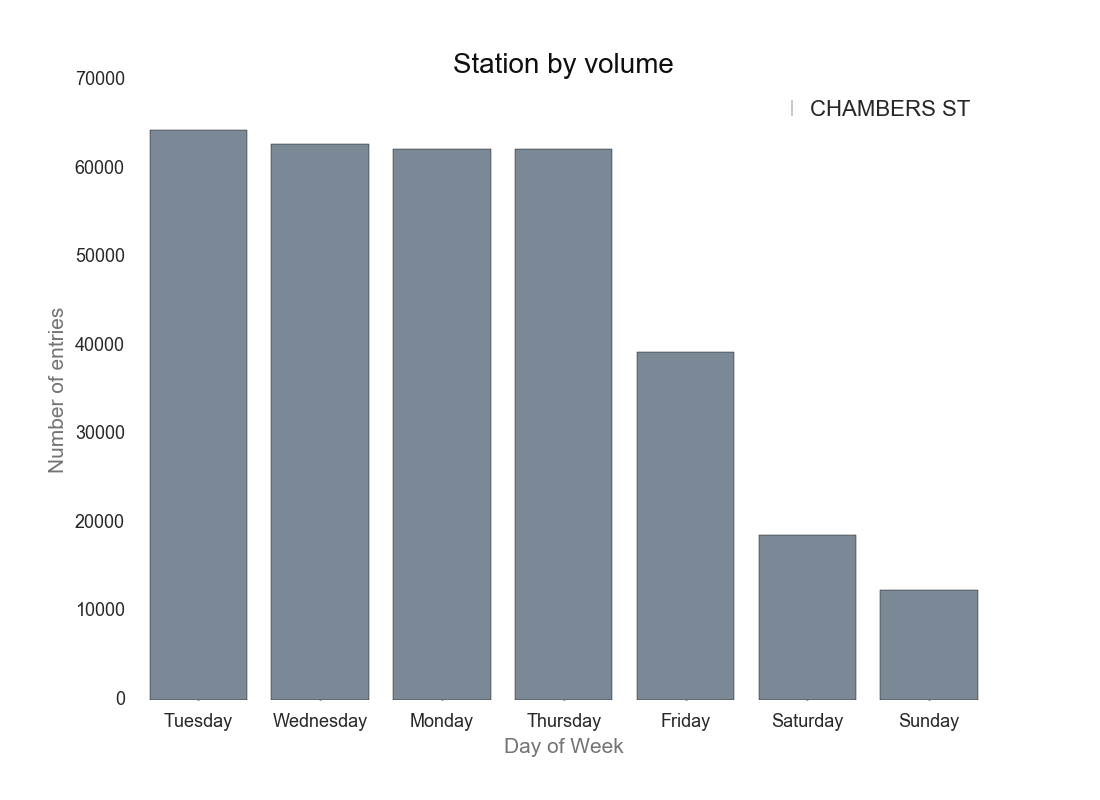 Station by volume
CHAMBERS ST
70000
60000
50000
40000
30000
20000
10000
0
Number of entries
Tuesday Wednesday Monday Thursday Friday Saturday Sunday
Day of Week